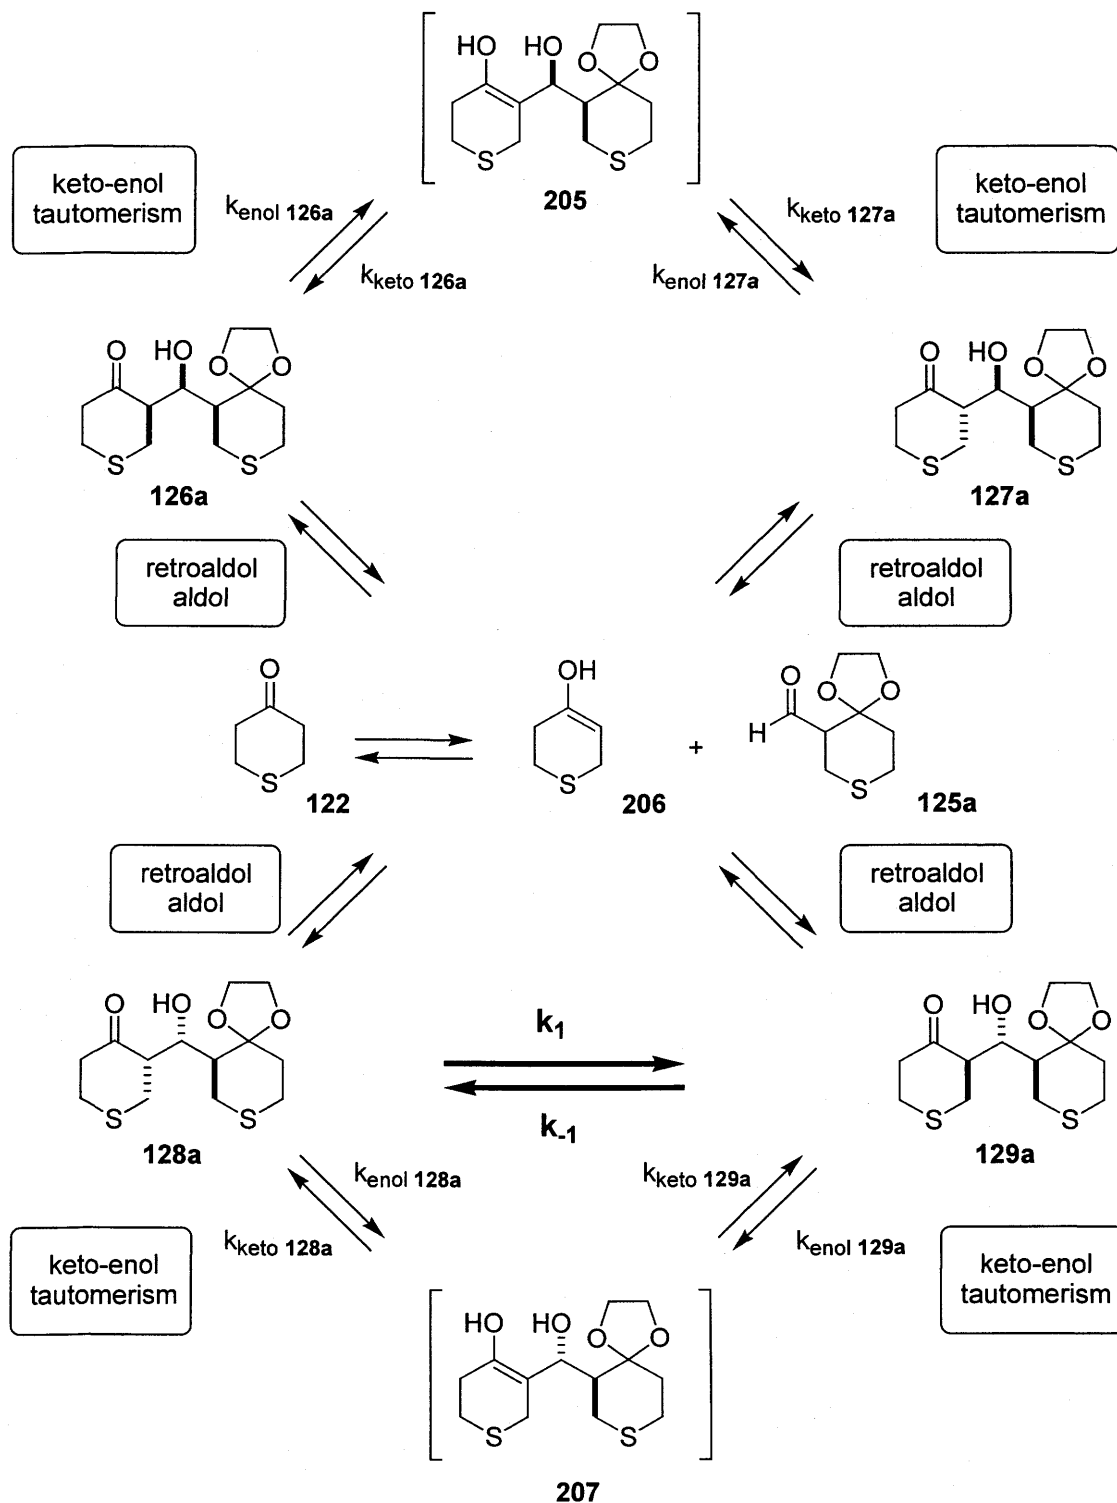 HO HO O O
S S
205
keto-enol
tautomerism
k_enol 126a
k_keto 126a
k_keto 127a
k_enol 127a
keto-enol
tautomerism
O HO O O
S S
126a
O HO O O
S S
127a
retroaldol
aldol
retroaldol
aldol
O
S
122
OH
S
206
+
O O O
H
S
125a
retroaldol
aldol
retroaldol
aldol
O HO O O
S S
128a
k1
k-1
O HO O O
S S
129a
k_enol 128a
k_keto 128a
k_keto 129a
k_enol 129a
keto-enol
tautomerism
keto-enol
tautomerism
HO HO O O
S S
207